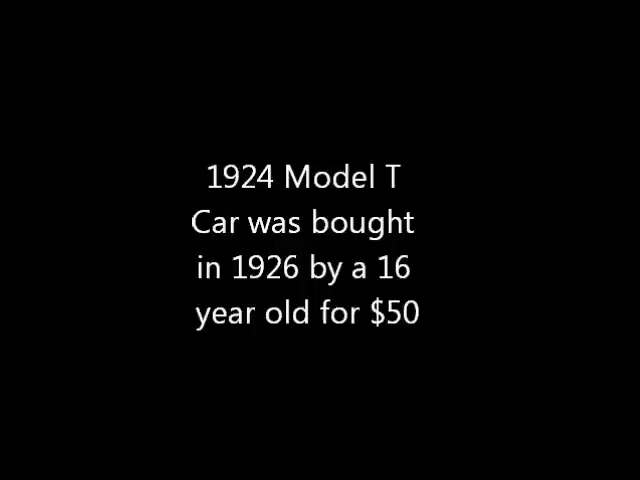 1924 Model T
Car was bought
in 1926 by a 16
year old for $50